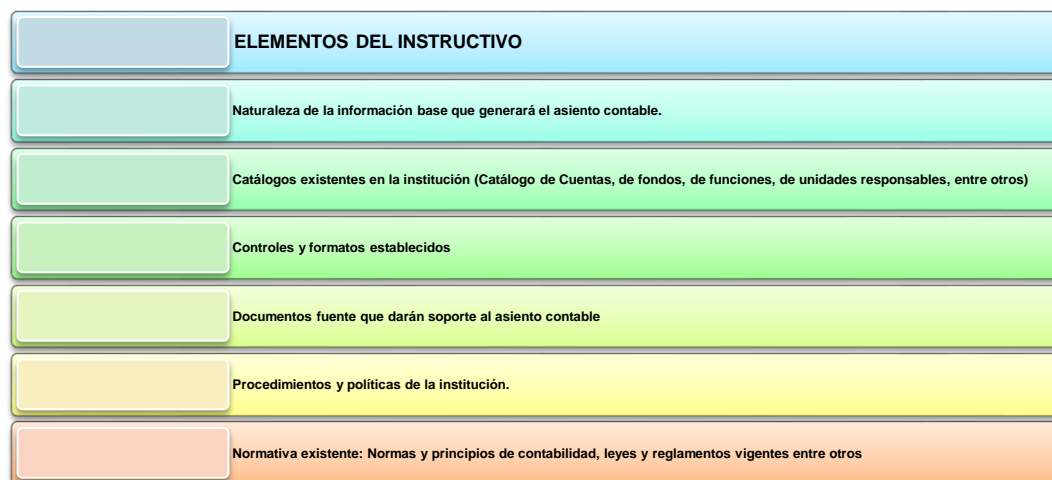 ELEMENTOS DEL INSTRUCTIVO
Naturaleza de la información base que generará el asiento contable.
Catálogos existentes en la institución (Catálogo de Cuentas, de fondos, de funciones, de unidades responsables, entre otros)
Controles y formatos establecidos
Documentos fuente que darán soporte al asiento contable
Procedimientos y políticas de la institución.
Normativa existente: Normas y principios de contabilidad, leyes y reglamentos vigentes entre otros